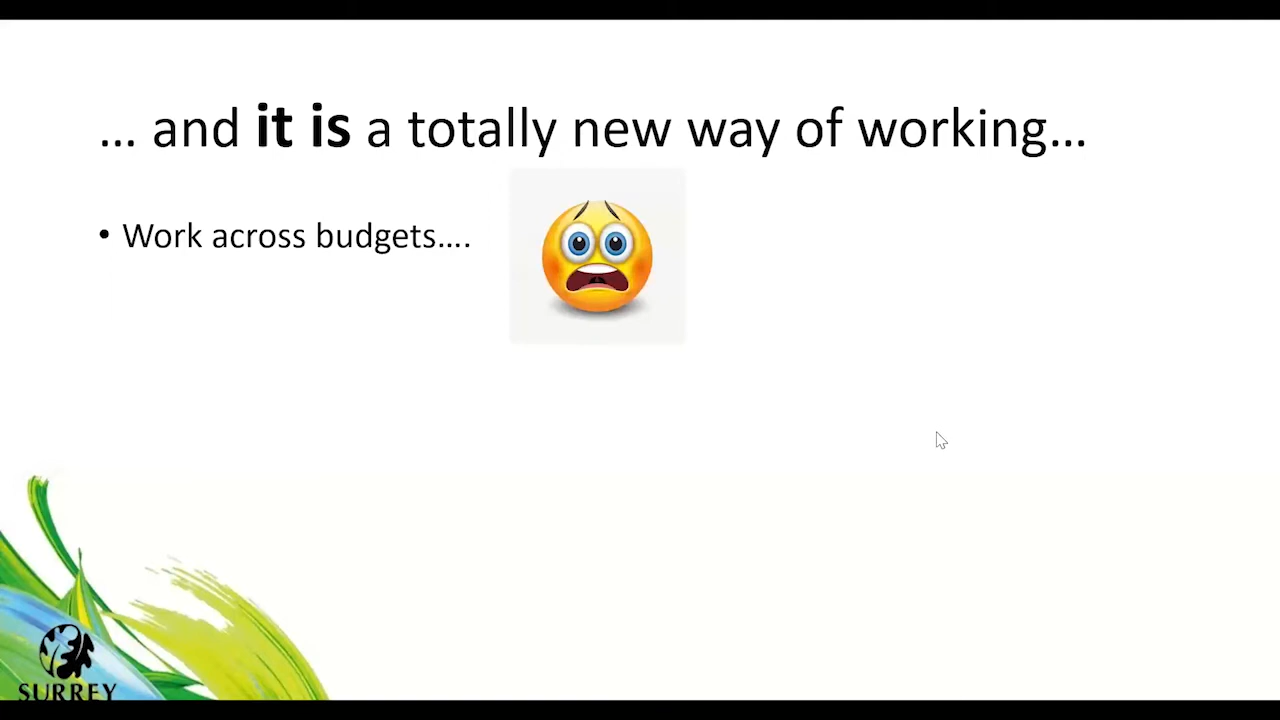 … and it is a totally new way of working…
• Work across budgets….
SURREY